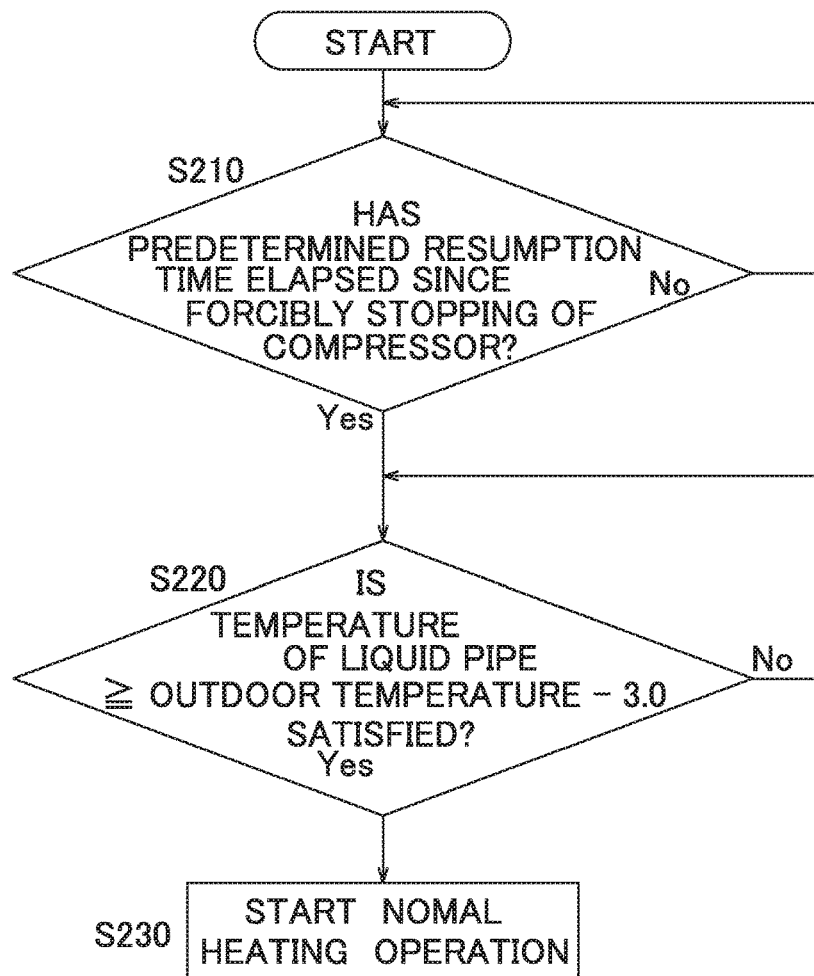 START
S210
HAS
PREDETERMINED RESUMPTION
TIME ELAPSED SINCE
FORCIBLY STOPPING OF
COMPRESSOR?
No
Yes
S220
IS
TEMPERATURE
OF LIQUID PIPE
≧ OUTDOOR TEMPERATURE - 3.0
SATISFIED?
No
Yes
S230
START NOMAL
HEATING OPERATION